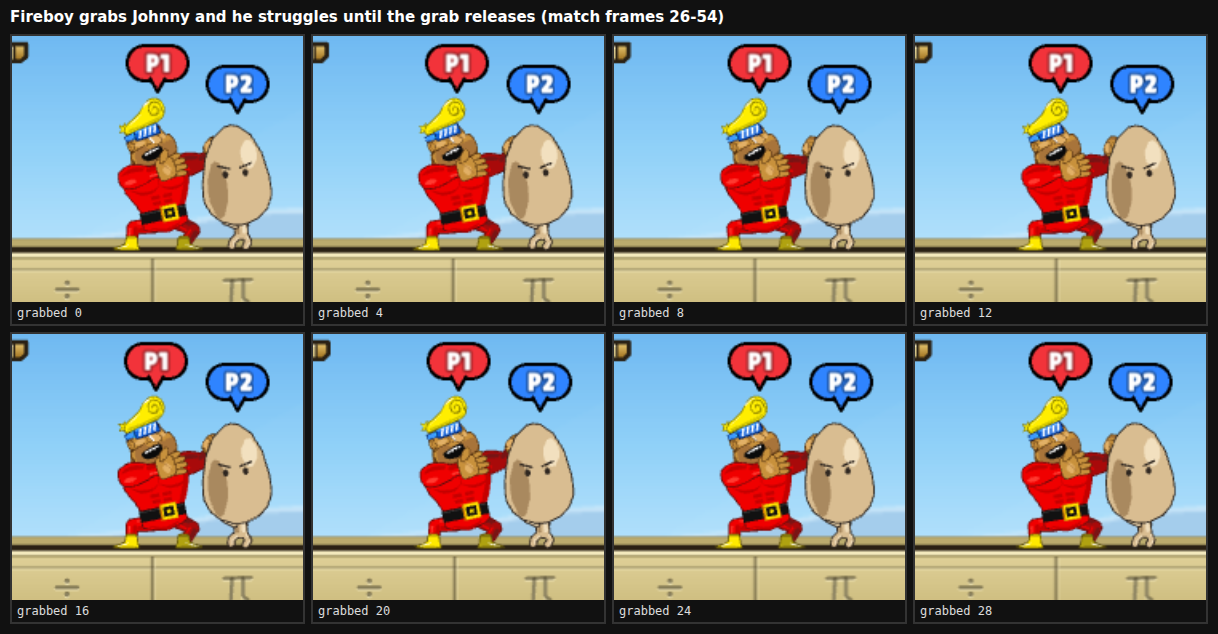 Fireboy grabs Johnny and he struggles until the grab releases (match frames 26-54)
P1 P2 P1 P2 P1 P2 P1 P2
÷ π ÷ π ÷ π ÷ π
grabbed 0 grabbed 4 grabbed 8 grabbed 12
P1 P2 P1 P2 P1 P2 P1 P2
÷ π ÷ π ÷ π ÷ π
grabbed 16 grabbed 20 grabbed 24 grabbed 28